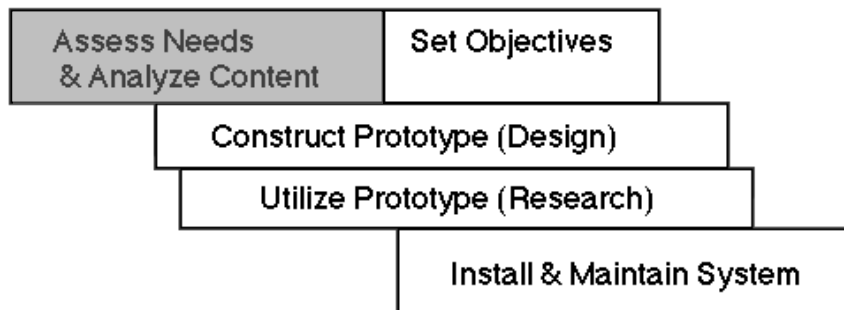 Assess Needs
& Analyze Content
Set Objectives
Construct Prototype (Design)
Utilize Prototype (Research)
Install & Maintain System